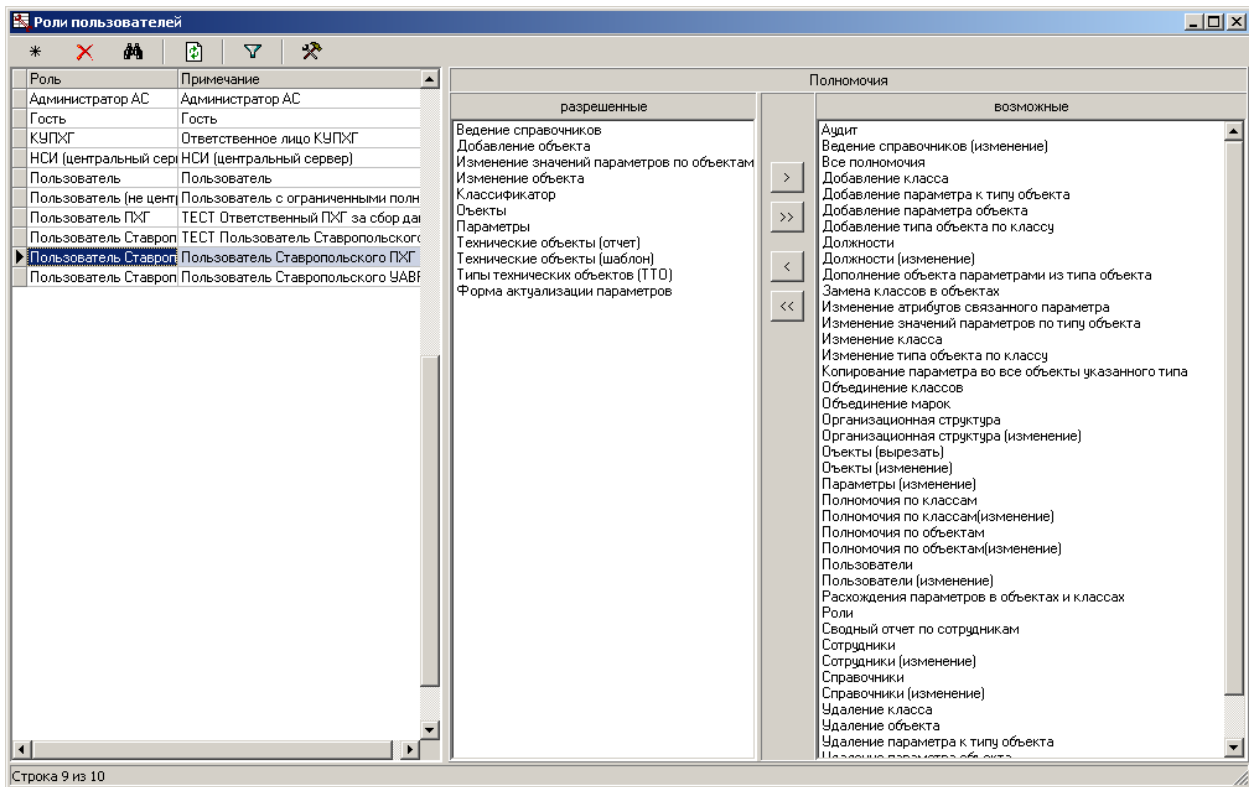 Роли пользователей
Роль Примечание
Администратор АС Администратор АС
Гость Гость
КУПХГ Ответственное лицо КУПХГ
НСИ (центральный сер НСИ (центральный сервер)
Пользователь Пользователь
Пользователь (не цент Пользователь с ограниченными полн
Пользователь ПХГ ТЕСТ Ответственный ПХГ за сбор да
Пользователь Ставроп ТЕСТ Пользователь Ставропольского
Пользователь Ставроп Пользователь Ставропольского ПХГ
Пользователь Ставроп Пользователь Ставропольского УАВР
Полномочия
разрешенные
Ведение справочников
Добавление объекта
Изменение значений параметров по объектам
Изменение объекта
Классификатор
Оъекты
Параметры
Технические объекты (отчет)
Технические объекты (шаблон)
Типы технических объектов (ТТО)
Форма актуализации параметров
>
>>
<
<<
возможные
Аудит
Ведение справочников (изменение)
Все полномочия
Добавление класса
Добавление параметра к типу объекта
Добавление параметра объекта
Добавление типа объекта по классу
Должности
Должности (изменение)
Дополнение объекта параметрами из типа объекта
Замена классов в объектах
Изменение атрибутов связанного параметра
Изменение значений параметров по типу объекта
Изменение класса
Изменение типа объекта по классу
Копирование параметра во все объекты указанного типа
Объединение классов
Объединение марок
Организационная структура
Организационная структура (изменение)
Оъекты (вырезать)
Оъекты (изменение)
Параметры (изменение)
Полномочия по классам
Полномочия по классам(изменение)
Полномочия по объектам
Полномочия по объектам(изменение)
Пользователи
Пользователи (изменение)
Расхождения параметров в объектах и классах
Роли
Сводный отчет по сотрудникам
Сотрудники
Сотрудники (изменение)
Справочники
Справочники (изменение)
Удаление класса
Удаление объекта
Удаление параметра к типу объекта
Удаление параметра объекта
Строка 9 из 10